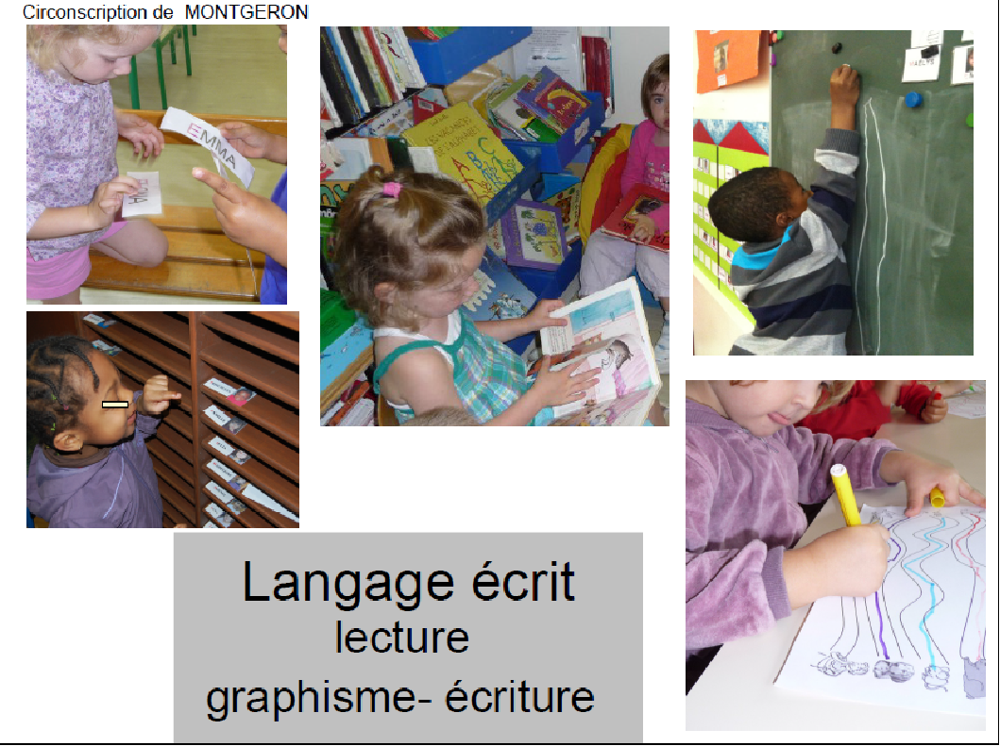 Circonscription de MONTGERON
EMMA
Langage écrit
lecture
graphisme- écriture